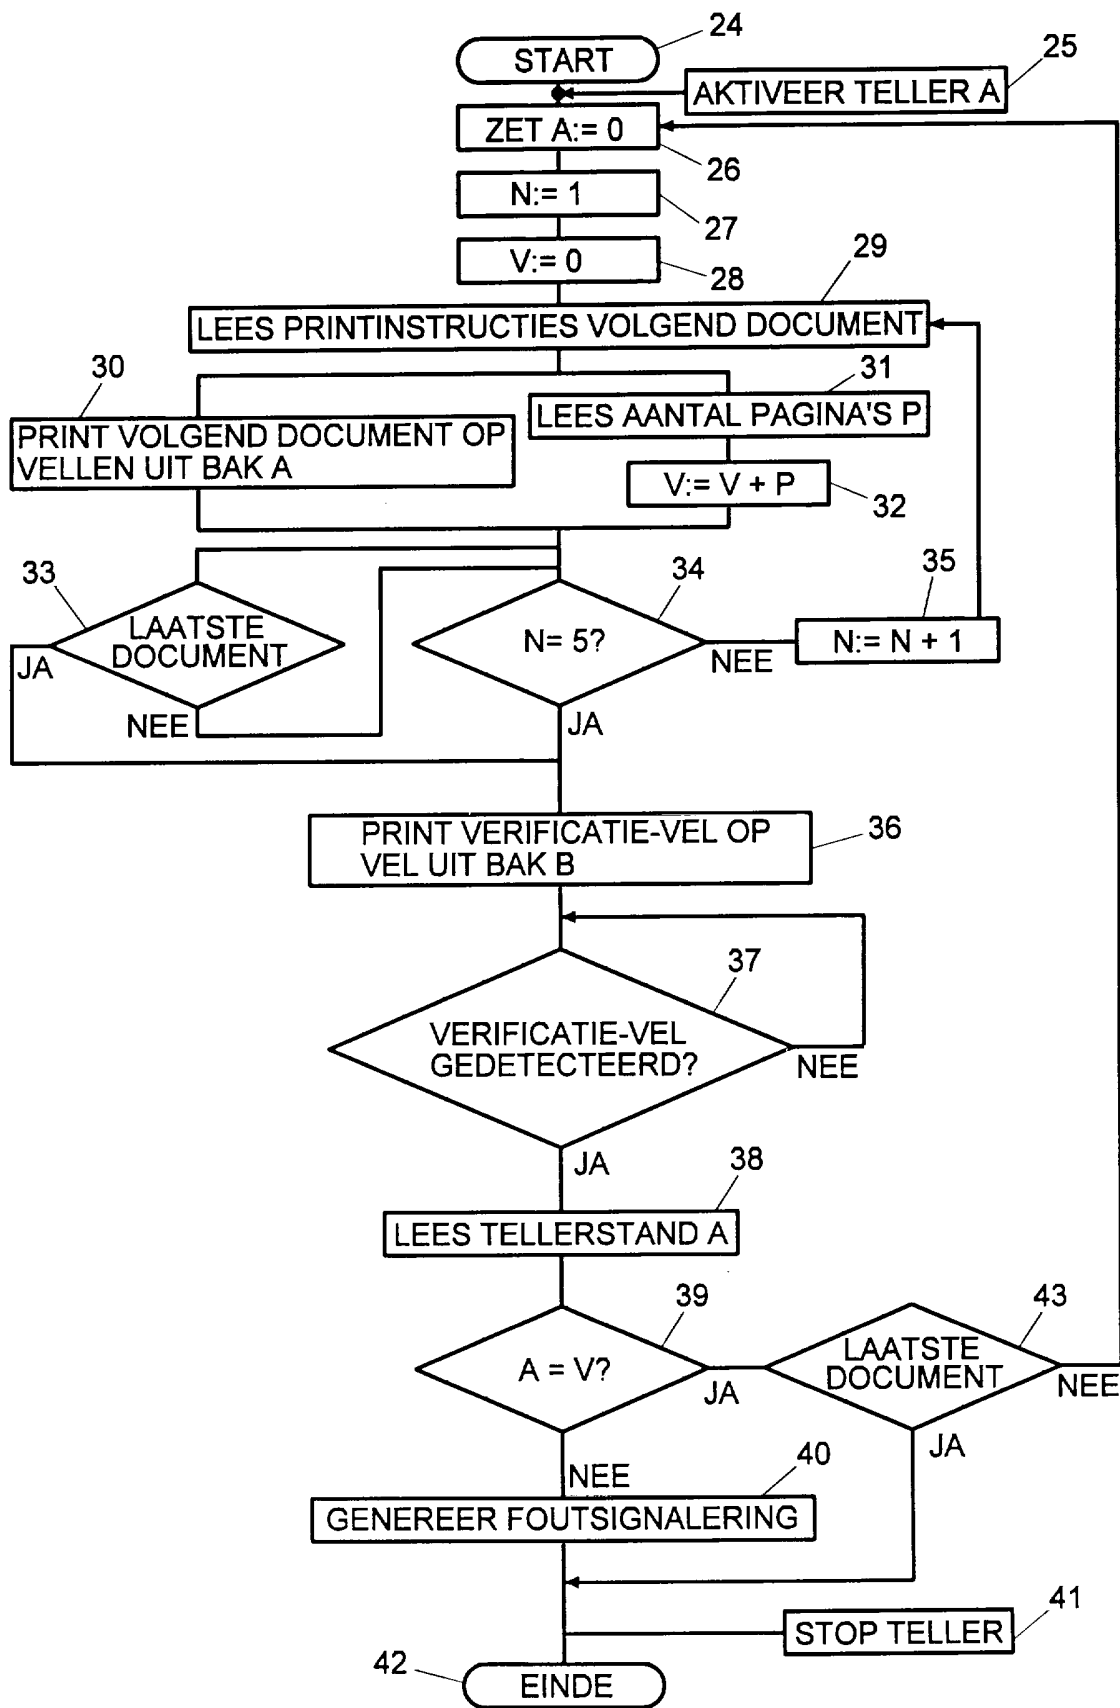 24
START
25
AKTIVEER TELLER A
ZET A:= 0
26
N:= 1
27
V:= 0
28
29
LEES PRINTINSTRUCTIES VOLGEND DOCUMENT
30
PRINT VOLGEND DOCUMENT OP
VELLEN UIT BAK A
31
LEES AANTAL PAGINA'S P
V:= V + P
32
33
LAATSTE
DOCUMENT
JA
NEE
34
N= 5?
NEE
JA
35
N:= N + 1
PRINT VERIFICATIE-VEL OP
VEL UIT BAK B
36
37
VERIFICATIE-VEL
GEDETECTEERD?
NEE
JA
38
LEES TELLERSTAND A
39
A = V?
JA
NEE
43
LAATSTE
DOCUMENT
NEE
JA
40
GENEREER FOUTSIGNALERING
41
STOP TELLER
42
EINDE